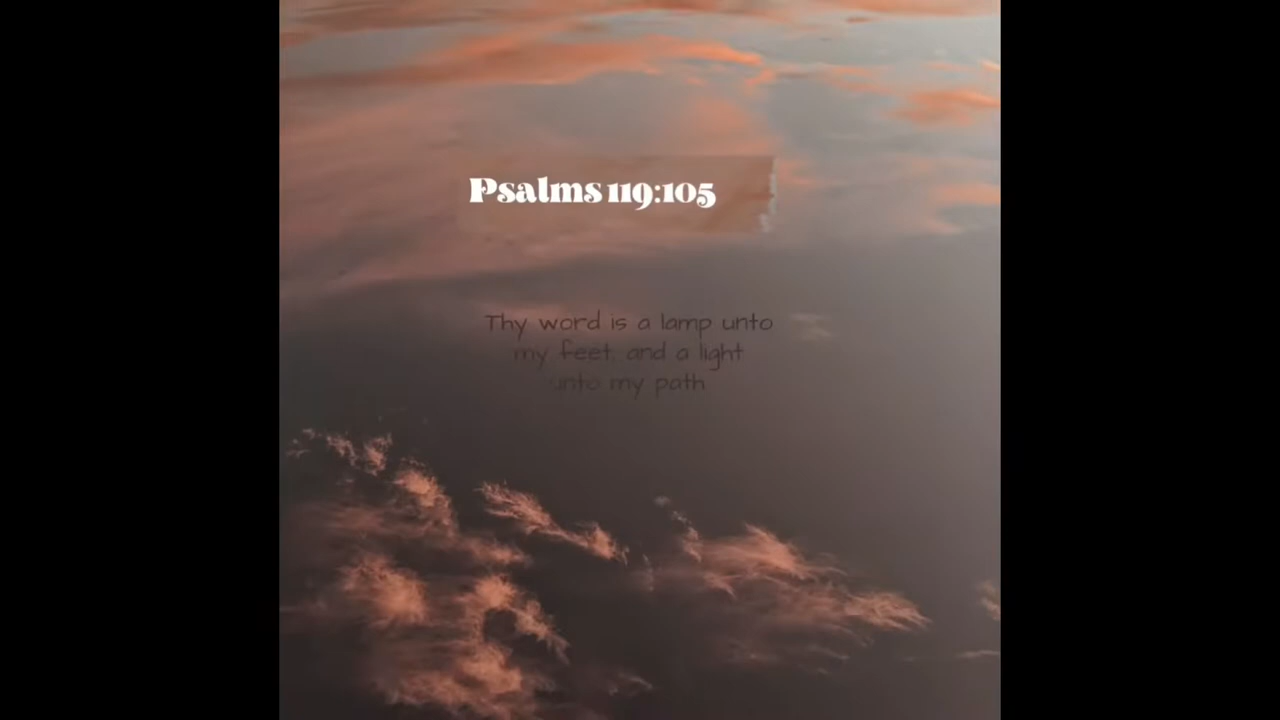 Psalms 119:105
Thy word is a lamp unto
my feet, and a light
unto my path